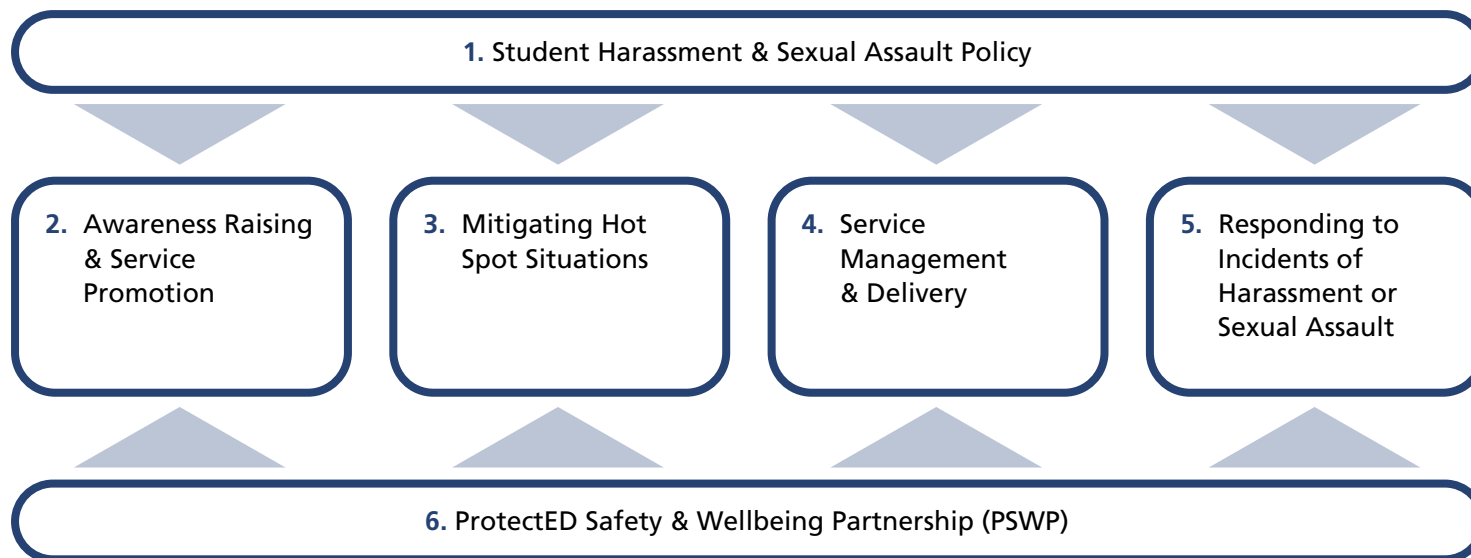 1. Student Harassment & Sexual Assault Policy
2. Awareness Raising
& Service
Promotion
3. Mitigating Hot
Spot Situations
4. Service
Management
& Delivery
5. Responding to
Incidents of
Harassment or
Sexual Assault
6. ProtectED Safety & Wellbeing Partnership (PSWP)